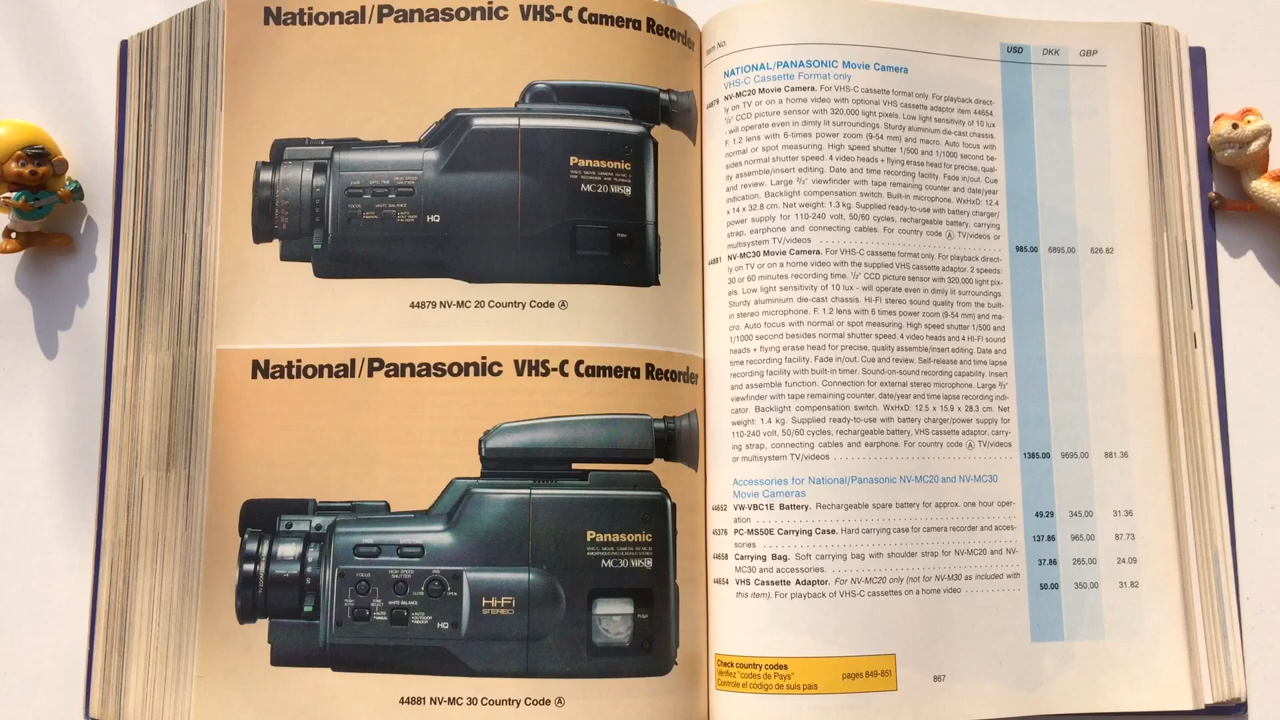 National/Panasonic VHS-C Camera Recorder
Panasonic
MC20 VHS C
HQ
44879 NV-MC 20 Country Code Ⓐ
National/Panasonic VHS-C Camera Recorder
Panasonic
MC30 VHS C
FOCUS
HIGH SPEED
SHUTTER
WHITE BALANCE
OPEN
Hi-Fi
STEREO
HQ
PUSH
44881 NV-MC 30 Country Code Ⓐ
Item No.
USD DKK GBP
NATIONAL/PANASONIC Movie Camera
VHS-C Cassette Format only
44879 NV-MC20 Movie Camera. For VHS-C cassette format only. For playback direct-
ly on TV or on a home video with optional VHS cassette adaptor item 44654.
½" CCD picture sensor with 320,000 light pixels. Low light sensitivity of 10 lux
- will operate even in dimly lit surroundings. Sturdy aluminium die-cast chassis.
F. 1.2 lens with 6-times power zoom (9-54 mm) and macro. Auto focus with
normal or spot measuring. High speed shutter 1/500 and 1/1000 second be-
sides normal shutter speed. 4 video heads + flying erase head for precise, qual-
ity assemble/insert editing. Date and time recording facility. Fade in/out. Cue
and review. Large ⅔" viewfinder with tape remaining counter and date/year
indication. Backlight compensation switch. Built-in microphone. WxHxD: 12.4
x 14 x 32.8 cm. Net weight: 1.3 kg. Supplied ready-to-use with battery charger/
power supply for 110-240 volt, 50/60 cycles, rechargeable battery, carrying
strap, earphone and connecting cables. For country code Ⓐ TV/videos or
multisystem TV/videos . . . . . . . . . . . . . . . . . . . . 985.00 6895,00 626.82
44881 NV-MC30 Movie Camera. For VHS-C cassette format only. For playback direct-
ly on TV or on a home video with the supplied VHS cassette adaptor. 2 speeds:
30 or 60 minutes recording time. ½" CCD picture sensor with 320,000 light pix-
els. Low light sensitivity of 10 lux - will operate even in dimly lit surroundings.
Sturdy aluminium die-cast chassis. HI-FI stereo sound quality from the built-
in stereo microphone. F. 1.2 lens with 6 times power zoom (9-54 mm) and ma-
cro. Auto focus with normal or spot measuring. High speed shutter 1/500 and
1/1000 second besides normal shutter speed. 4 video heads and 4 HI-FI sound
heads + flying erase head for precise, quality assemble/insert editing. Date and
time recording facility. Fade in/out. Cue and review. Self-release and time lapse
recording facility with built-in timer. Sound-on-sound recording capability. Insert
and assemble function. Connection for external stereo microphone. Large ⅔"
viewfinder with tape remaining counter, date/year and time lapse recording indi-
cator. Backlight compensation switch. WxHxD: 12.5 x 15.9 x 28.3 cm. Net
weight: 1.4 kg. Supplied ready-to-use with battery charger/power supply for
110-240 volt, 50/60 cycles, rechargeable battery, VHS cassette adaptor, carry-
ing strap, connecting cables and earphone. For country code Ⓐ TV/videos
or multisystem TV/videos . . . . . . . . . . . . . . . . . . . . 1385.00 9695,00 881.36
Accessories for National/Panasonic NV-MC20 and NV-MC30
Movie Cameras
44652 VW-VBC1E Battery. Rechargeable spare battery for approx. one hour oper-
ation . . . . . . . . . . . . . . . . . . . . 49.29 345,00 31.36
45376 PC-MS50E Carrying Case. Hard carrying case for camera recorder and acces-
sories . . . . . . . . . . . . . . . . . . . . 137.86 965,00 87.73
44658 Carrying Bag. Soft carrying bag with shoulder strap for NV-MC20 and NV-
MC30 and accessories. . . . . . . . . . . . . . . . . . . . 37.86 265,00 24.09
44654 VHS Cassette Adaptor. For NV-MC20 only (not for NV-M30 as included with
this item). For playback of VHS-C cassettes on a home video . . . . . . . . . . 50.00 350,00 31.82
Check country codes
Vérifiez "codes de Pays" pages 849-851
Controle el código de suis pais
867